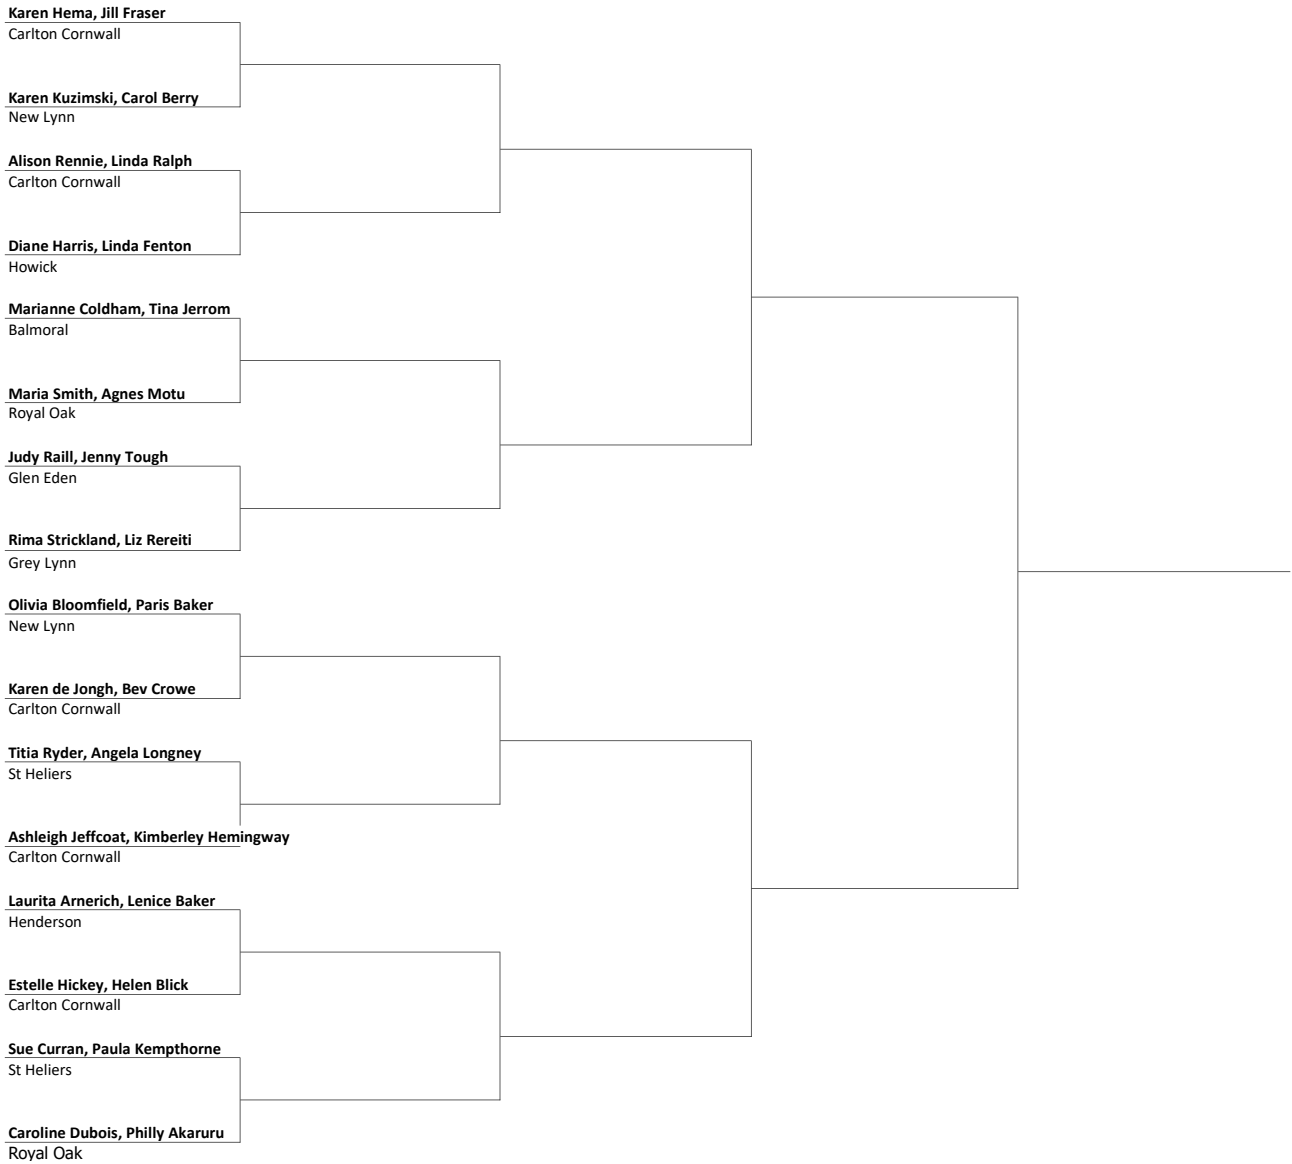 Karen Hema, Jill Fraser
Carlton Cornwall
Karen Kuzimski, Carol Berry
New Lynn
Alison Rennie, Linda Ralph
Carlton Cornwall
Diane Harris, Linda Fenton
Howick
Marianne Coldham, Tina Jerrom
Balmoral
Maria Smith, Agnes Motu
Royal Oak
Judy Raill, Jenny Tough
Glen Eden
Rima Strickland, Liz Rereiti
Grey Lynn
Olivia Bloomfield, Paris Baker
New Lynn
Karen de Jongh, Bev Crowe
Carlton Cornwall
Titia Ryder, Angela Longney
St Heliers
Ashleigh Jeffcoat, Kimberley Hemingway
Carlton Cornwall
Laurita Arnerich, Lenice Baker
Henderson
Estelle Hickey, Helen Blick
Carlton Cornwall
Sue Curran, Paula Kempthorne
St Heliers
Caroline Dubois, Philly Akaruru
Royal Oak